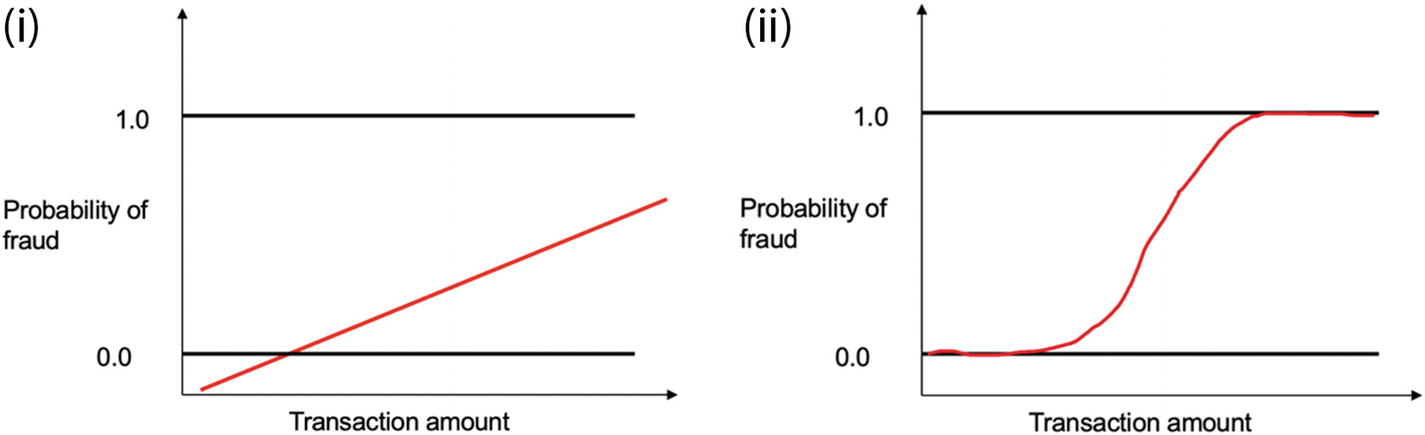 (i)
1.0
Probability of
fraud
0.0
Transaction amount
(ii)
1.0
Probability of
fraud
0.0
Transaction amount